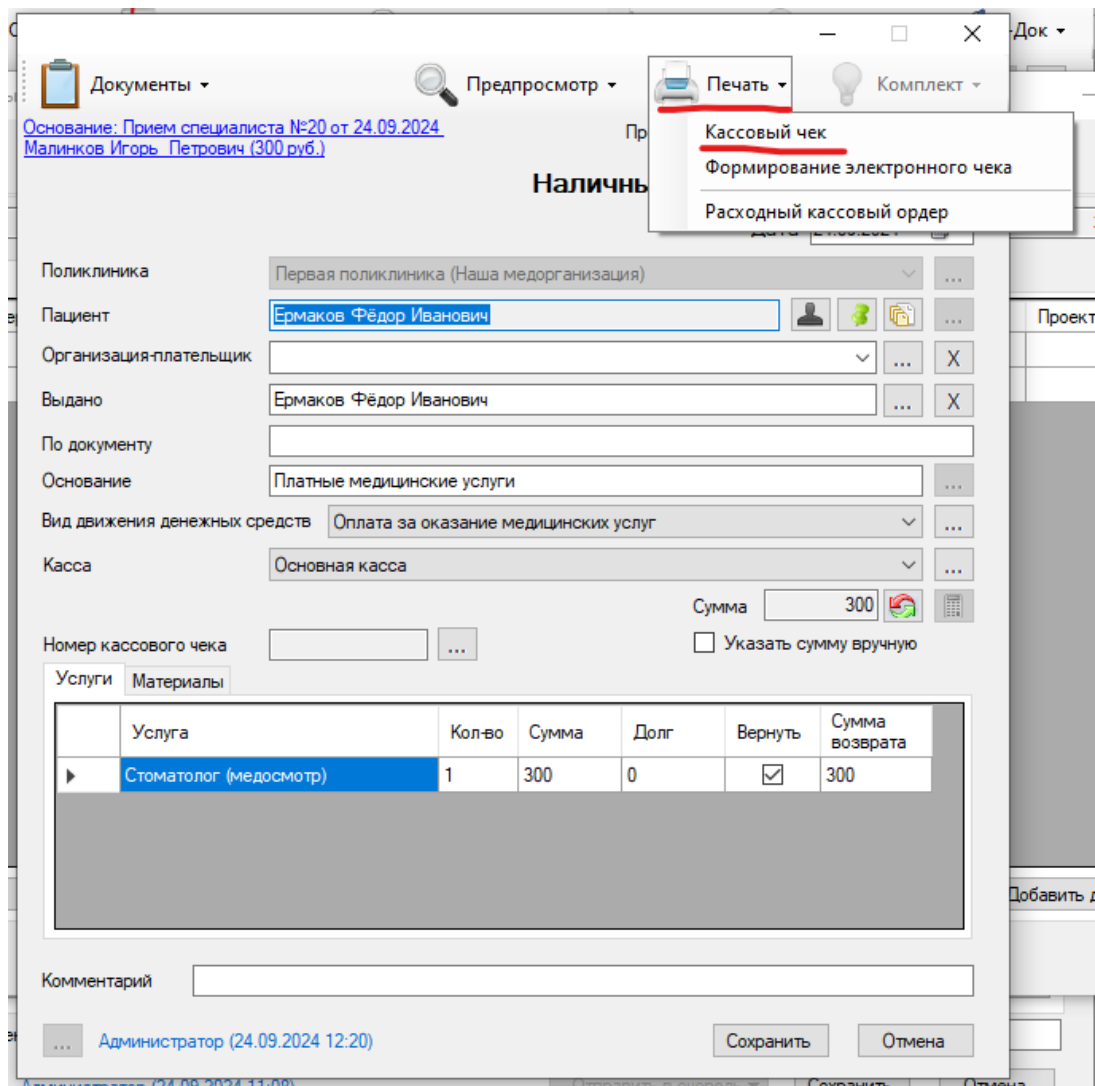 -Док
Документы
Предпросмотр
Печать
Комплект
Основание: Прием специалиста №20 от 24.09.2024
Малинков Игорь Петрович (300 руб.)
Кассовый чек
Формирование электронного чека
Расходный кассовый ордер
Поликлиника
Первая поликлиника (Наша медорганизация)
...
Пациент
Ермаков Фёдор Иванович
...
Проект
Организация-плательщик
...
X
Выдано
Ермаков Фёдор Иванович
...
X
По документу
Основание
Платные медицинские услуги
...
Вид движения денежных средств
Оплата за оказание медицинских услуг
...
Касса
Основная касса
...
Сумма
300
Номер кассового чека
...
Указать сумму вручную
Услуги
Материалы
Услуга Кол-во Сумма Долг Вернуть Сумма возврата
Стоматолог (медосмотр) 1 300 0 300
Добавить
Комментарий
...
Администратор (24.09.2024 12:20)
Сохранить
Отмена